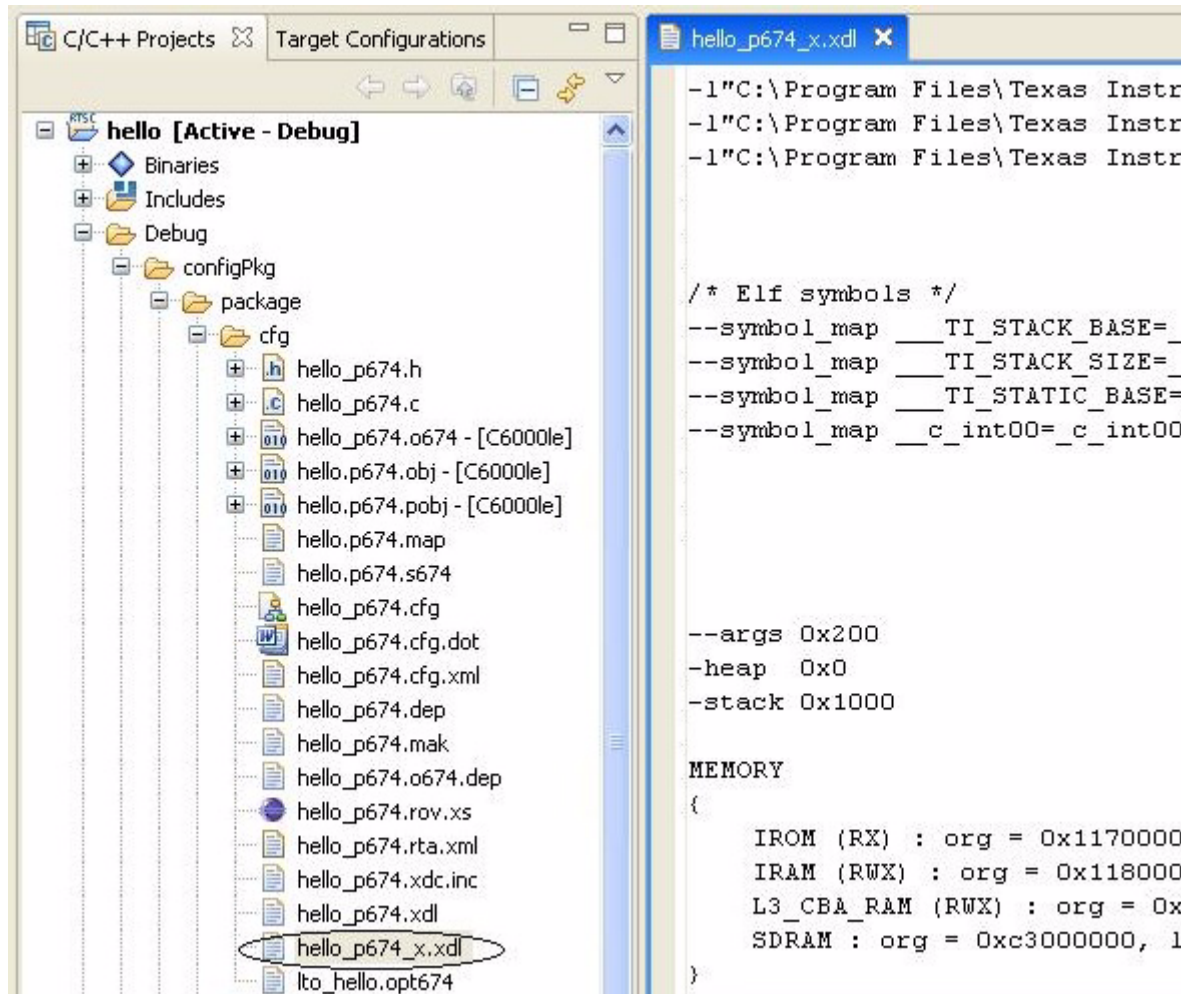 C/C++ Projects
Target Configurations
RTSC
hello [Active - Debug]
Binaries
Includes
Debug
configPkg
package
cfg
hello_p674.h
hello_p674.c
hello_p674.o674 - [C6000le]
hello.p674.obj - [C6000le]
hello.p674.pobj - [C6000le]
hello.p674.map
hello.p674.s674
hello_p674.cfg
hello_p674.cfg.dot
hello_p674.cfg.xml
hello_p674.dep
hello_p674.mak
hello_p674.o674.dep
hello_p674.rov.xs
hello_p674.rta.xml
hello_p674.xdc.inc
hello_p674.xdl
hello_p674_x.xdl
lto_hello.opt674
hello_p674_x.xdl
-l"C:\Program Files\Texas Instr
-l"C:\Program Files\Texas Instr
-l"C:\Program Files\Texas Instr
/* Elf symbols */
--symbol_map ___TI_STACK_BASE=_
--symbol_map ___TI_STACK_SIZE=_
--symbol_map ___TI_STATIC_BASE=
--symbol_map __c_int00=_c_int00
--args 0x200
-heap  0x0
-stack 0x1000
MEMORY
{
IROM (RX) : org = 0x1170000
IRAM (RWX) : org = 0x118000
L3_CBA_RAM (RWX) : org = 0x
SDRAM : org = 0xc3000000, l
}